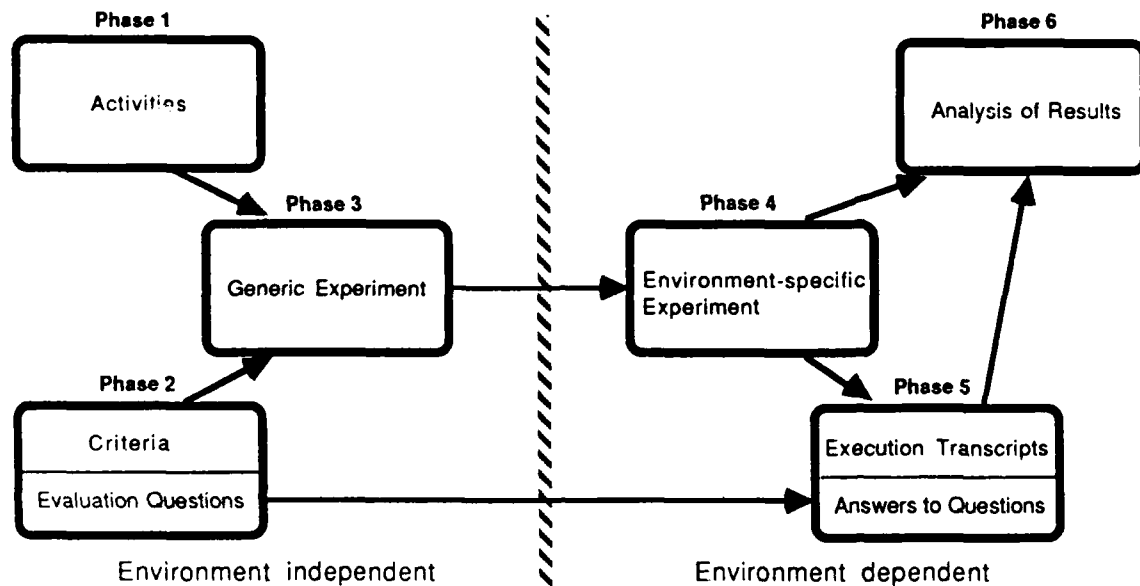 Phase 1
Activities
Phase 3
Generic Experiment
Phase 2
Criteria
Evaluation Questions
Environment independent
Phase 6
Analysis of Results
Phase 4
Environment-specific
Experiment
Phase 5
Execution Transcripts
Answers to Questions
Environment dependent